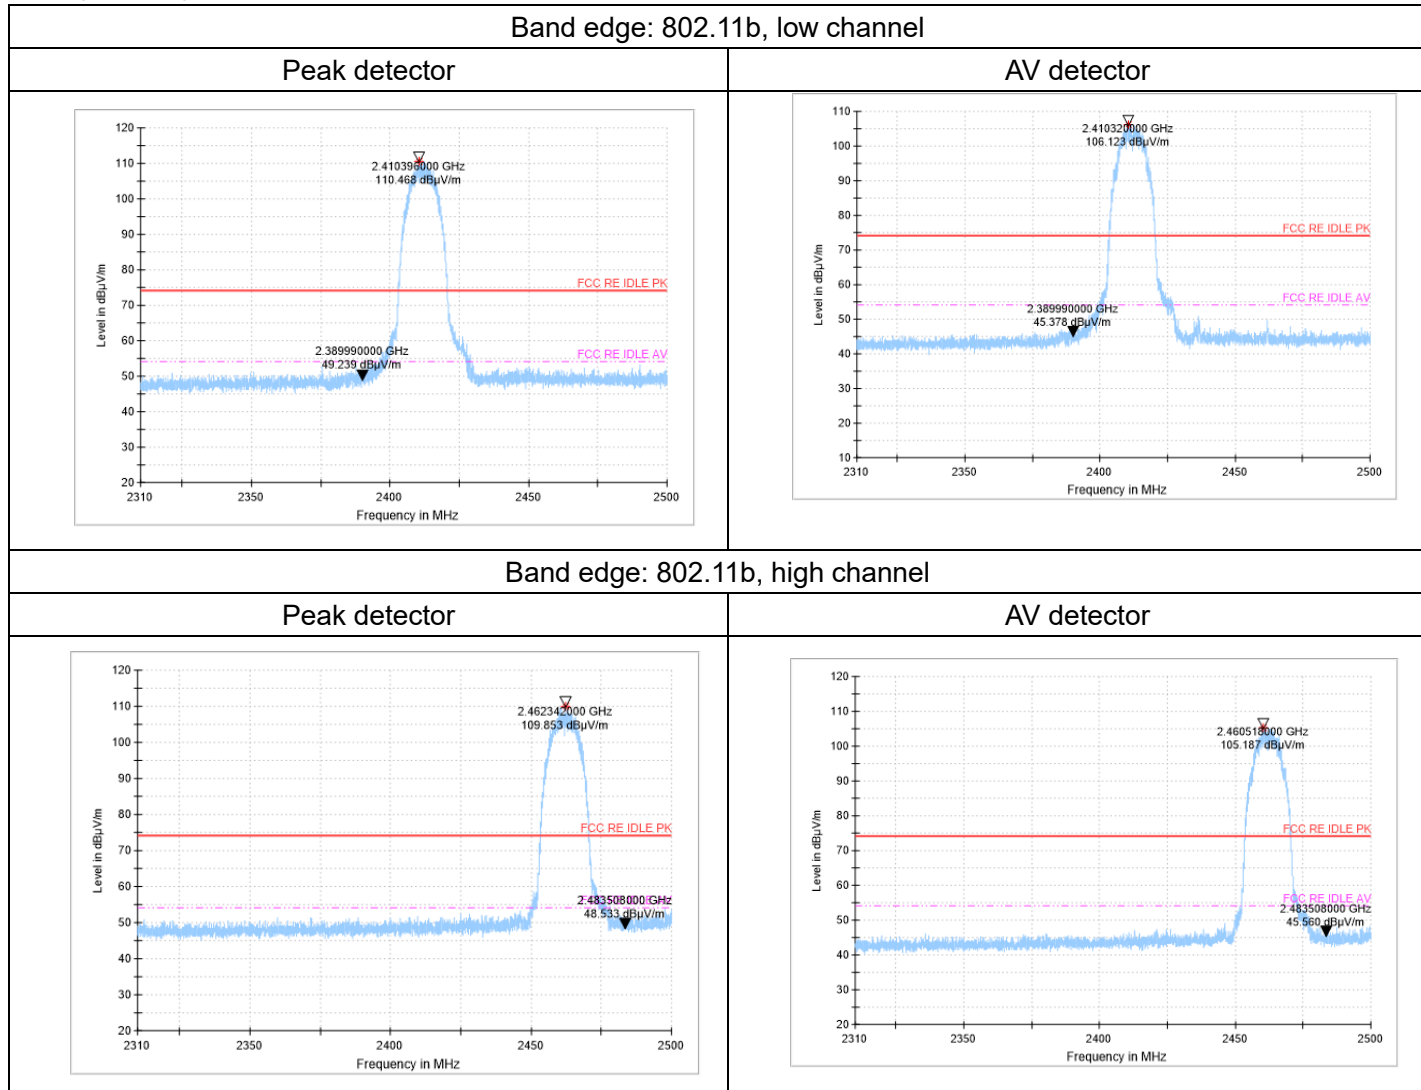 Band edge: 802.11b, low channel
Peak detector
AV detector
120
110
100
90
80
70
60
50
40
30
20
Level in dBµV/m
2.410396000 GHz
110.468 dBµV/m
FCC RE IDLE PK
2.389990000 GHz
49.239 dBµV/m
FCC RE IDLE AV
2310
2350
2400
2450
2500
Frequency in MHz
110
100
90
80
70
60
50
40
30
20
10
Level in dBµV/m
2.410320000 GHz
106.123 dBµV/m
FCC RE IDLE PK
FCC RE IDLE AV
2.389990000 GHz
45.378 dBµV/m
2310
2350
2400
2450
2500
Frequency in MHz
Band edge: 802.11b, high channel
Peak detector
AV detector
120
110
100
90
80
70
60
50
40
30
20
Level in dBµV/m
2.462342000 GHz
109.853 dBµV/m
FCC RE IDLE PK
2.483508000 GHz
48.533 dBµV/m
2310
2350
2400
2450
2500
Frequency in MHz
120
110
100
90
80
70
60
50
40
30
20
Level in dBµV/m
2.460518000 GHz
105.187 dBµV/m
FCC RE IDLE PK
FCC RE IDLE AV
2.483508000 GHz
45.560 dBµV/m
2310
2350
2400
2450
2500
Frequency in MHz